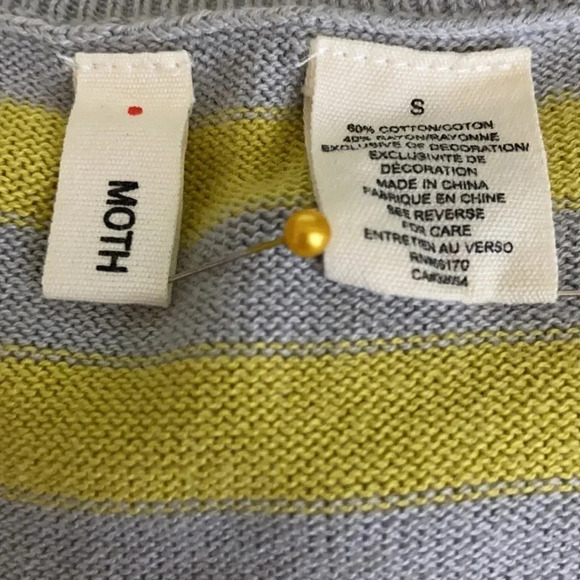 MOTH
S
60% COTTON/COTON
40% RAYON/RAYONNE
EXCLUSIVE OF DECORATION/
EXCLUSIVITE DE
DECORATION
MADE IN CHINA
FABRIQUE EN CHINE
SEE REVERSE
FOR CARE
ENTRETIEN AU VERSO